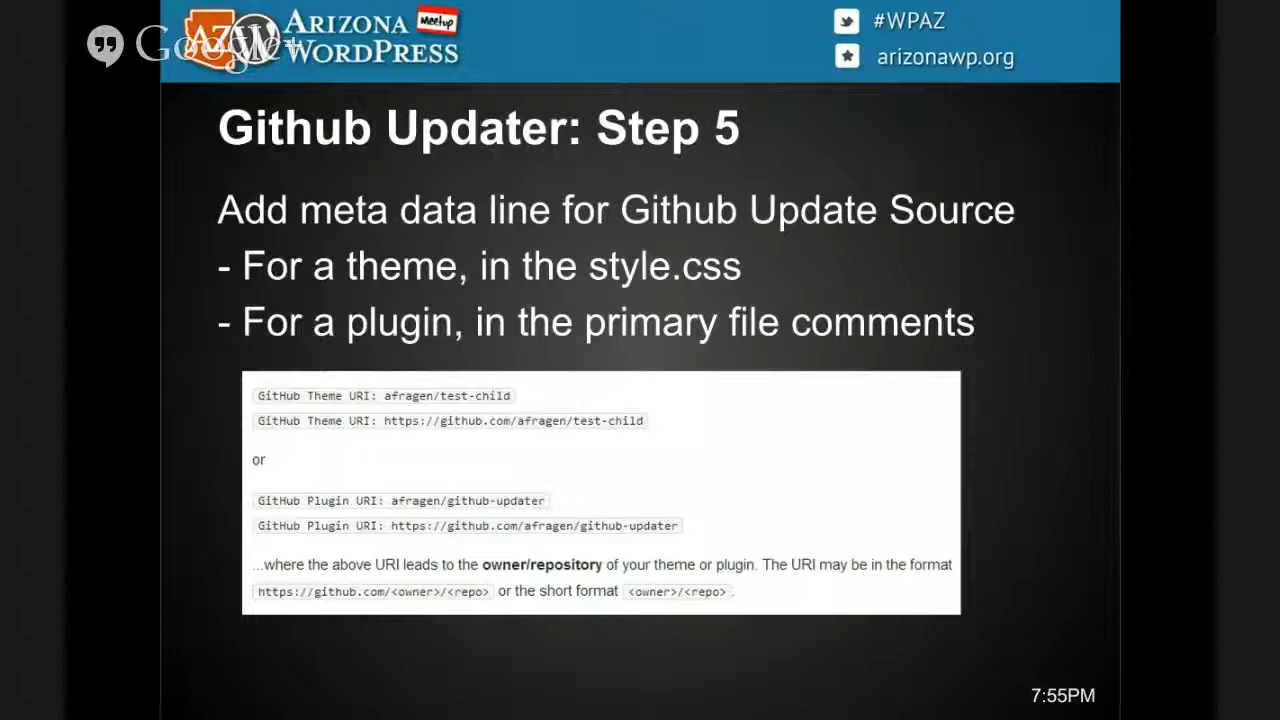 Google+
AZ
ARIZONA
Meetup
WORDPRESS
#WPAZ
arizonawp.org
Github Updater: Step 5
Add meta data line for Github Update Source
- For a theme, in the style.css
- For a plugin, in the primary file comments
GitHub Theme URI: afragen/test-child
GitHub Theme URI: https://github.com/afragen/test-child
or
GitHub Plugin URI: afragen/github-updater
GitHub Plugin URI: https://github.com/afragen/github-updater
...where the above URI leads to the owner/repository of your theme or plugin. The URI may be in the format
https://github.com/<owner>/<repo> or the short format <owner>/<repo>.
7:55PM